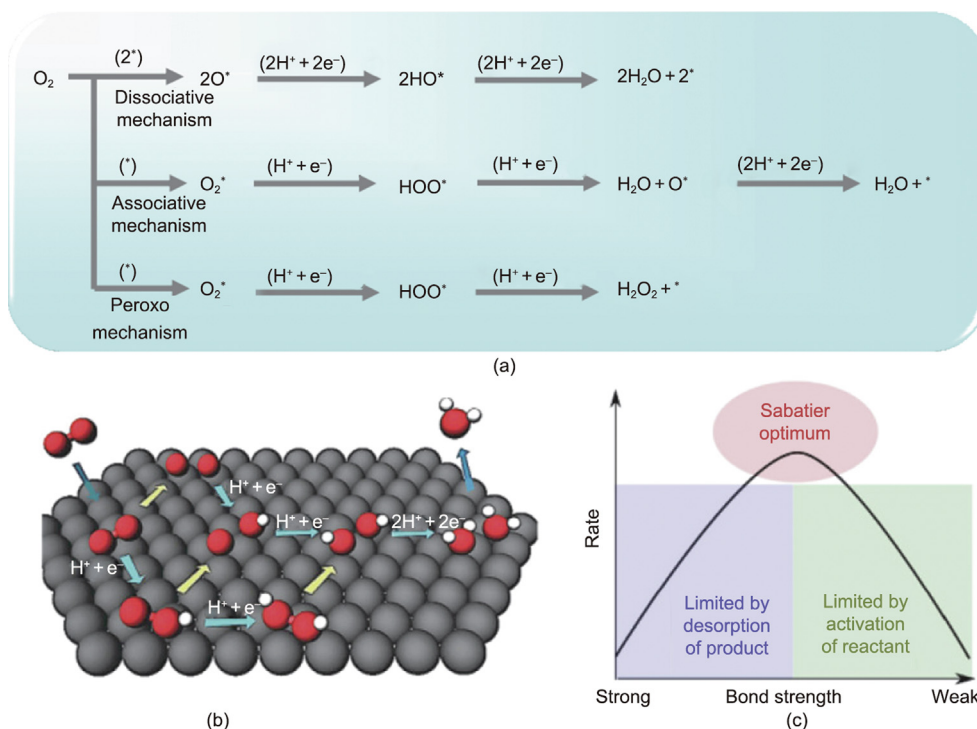 O₂ (2*) 2O* (2H⁺ + 2e⁻) 2HO* (2H⁺ + 2e⁻) 2H₂O + 2*
Dissociative
mechanism
(*) O₂* (H⁺ + e⁻) HOO* (H⁺ + e⁻) H₂O + O* (2H⁺ + 2e⁻) H₂O + *
Associative
mechanism
(*) O₂* (H⁺ + e⁻) HOO* (H⁺ + e⁻) H₂O₂ + *
Peroxo
mechanism
(a)
H⁺ + e⁻
H⁺ + e⁻ 2H⁺ + 2e⁻
H⁺ + e⁻
H⁺ + e⁻
(b)
Sabatier
optimum
Rate
Limited by
desorption
of product
Limited by
activation
of reactant
Strong Bond strength Weak
(c)